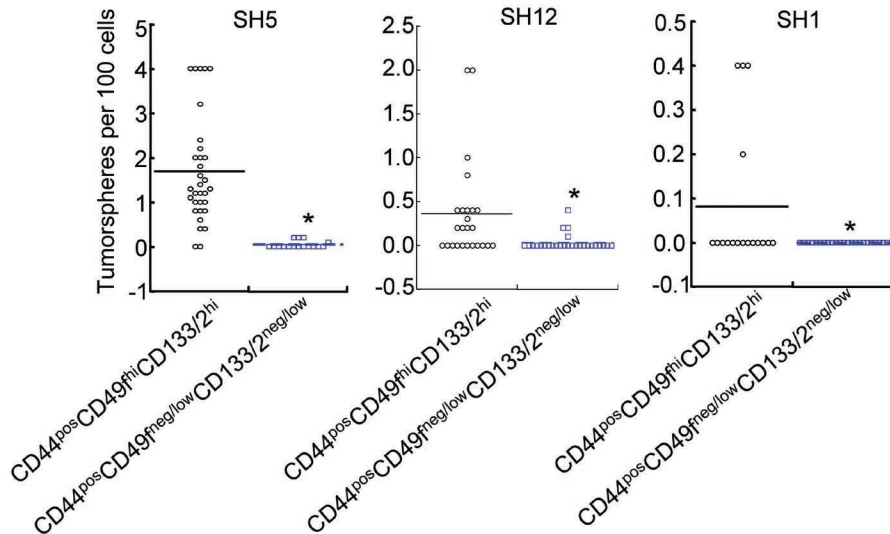 SH5
SH12
SH1
Tumorspheres per 100 cells
5
4
3
2
1
0
-1
2.5
2.0
1.5
1.0
0.5
0.0
-0.5
0.5
0.4
0.3
0.2
0.1
0.0
0.1
*
*
*
CD44posCD49fhiCD133/2hi
CD44posCD49fneg/lowCD133/2neg/low
CD44posCD49fhiCD133/2hi
CD44posCD49fneg/lowCD133/2neg/low
CD44posCD49fhiCD133/2hi
CD44posCD49fneg/lowCD133/2neg/low